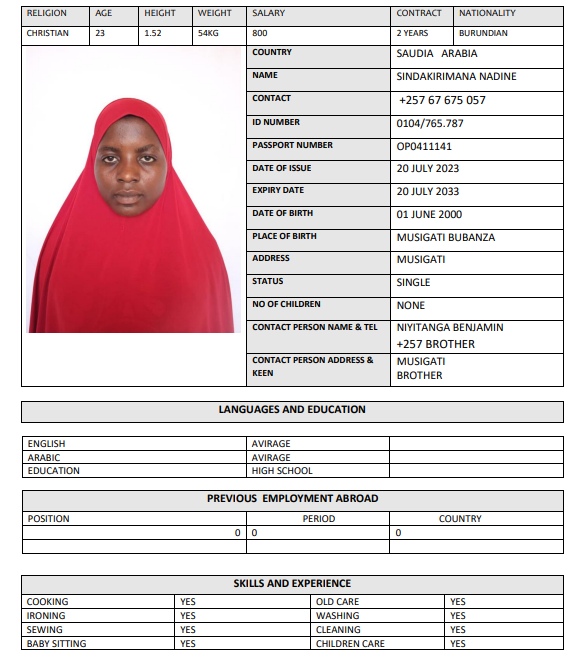 RELIGION AGE HEIGHT WEIGHT SALARY CONTRACT NATIONALITY
CHRISTIAN 23 1.52 54KG 800 2 YEARS BURUNDIAN
COUNTRY SAUDIA ARABIA
NAME SINDAKIRIMANA NADINE
CONTACT +257 67 675 057
ID NUMBER 0104/765.787
PASSPORT NUMBER OP0411141
DATE OF ISSUE 20 JULY 2023
EXPIRY DATE 20 JULY 2033
DATE OF BIRTH 01 JUNE 2000
PLACE OF BIRTH MUSIGATI BUBANZA
ADDRESS MUSIGATI
STATUS SINGLE
NO OF CHILDREN NONE
CONTACT PERSON NAME & TEL NIYITANGA BENJAMIN
+257 BROTHER
CONTACT PERSON ADDRESS & MUSIGATI
KEEN BROTHER
LANGUAGES AND EDUCATION
ENGLISH AVIRAGE
ARABIC AVIRAGE
EDUCATION HIGH SCHOOL
PREVIOUS EMPLOYMENT ABROAD
POSITION PERIOD COUNTRY
0 0 0
SKILLS AND EXPERIENCE
COOKING YES OLD CARE YES
IRONING YES WASHING YES
SEWING YES CLEANING YES
BABY SITTING YES CHILDREN CARE YES